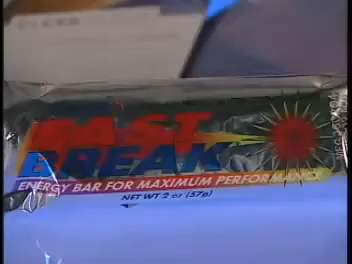 FAST
BREAK
ENERGY BAR FOR MAXIMUM PERFORMANCE
NET WT 2 oz (57g)